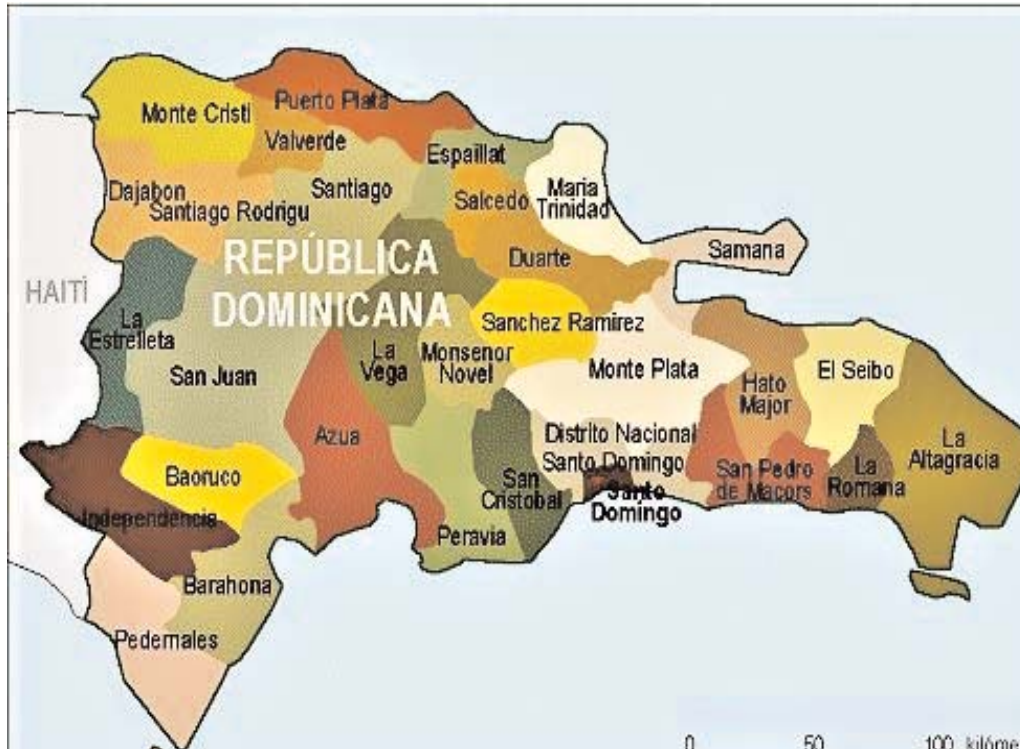 Puerto Plata
Monte Cristi
Valverde
Espaillat
Dajabon
Santiago Rodrigu
Santiago
Salcedo
Maria
Trinidad
Samana
Duarte
REPÚBLICA
DOMINICANA
HAITÍ
La
Estrelleta
San Juan
La
Vega
Monsenor
Novel
Sanchez Ramirez
Monte Plata
Hato
Major
El Seibo
La
Altagracia
Azua
Distrito Nacional
Santo Domingo
San Pedro
de Macors
La
Romana
Baoruco
San
Cristobal
Santo
Domingo
Independencia
Peravia
Barahona
Pedernales
0 50 100 kilóme